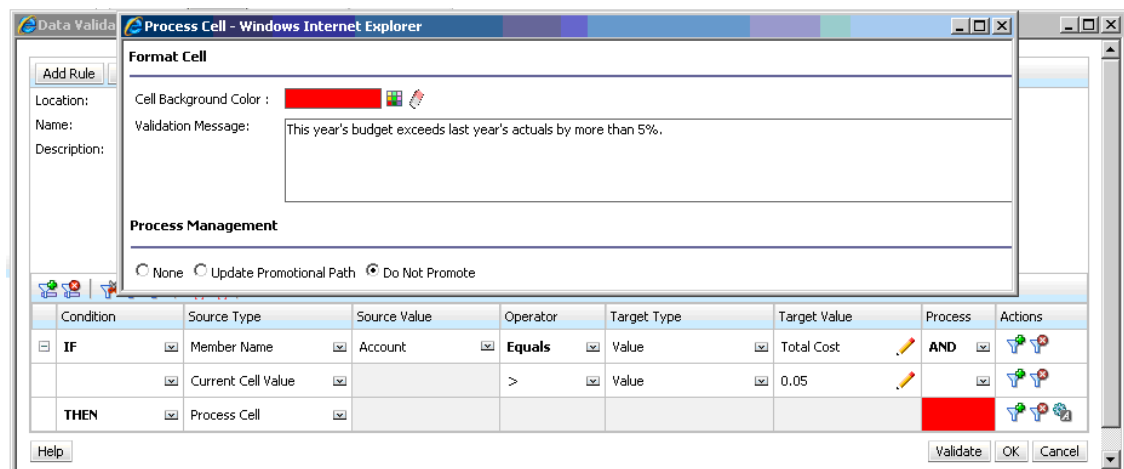 Data Valida
Process Cell - Windows Internet Explorer
Format Cell
Add Rule
Cell Background Color :
Location:
Name:
Validation Message:
This year's budget exceeds last year's actuals by more than 5%.
Description:
Process Management
None Update Promotional Path Do Not Promote
Condition Source Type Source Value Operator Target Type Target Value Process Actions
IF Member Name Account Equals Value Total Cost AND
Current Cell Value > Value 0.05
THEN Process Cell
Help Validate OK Cancel